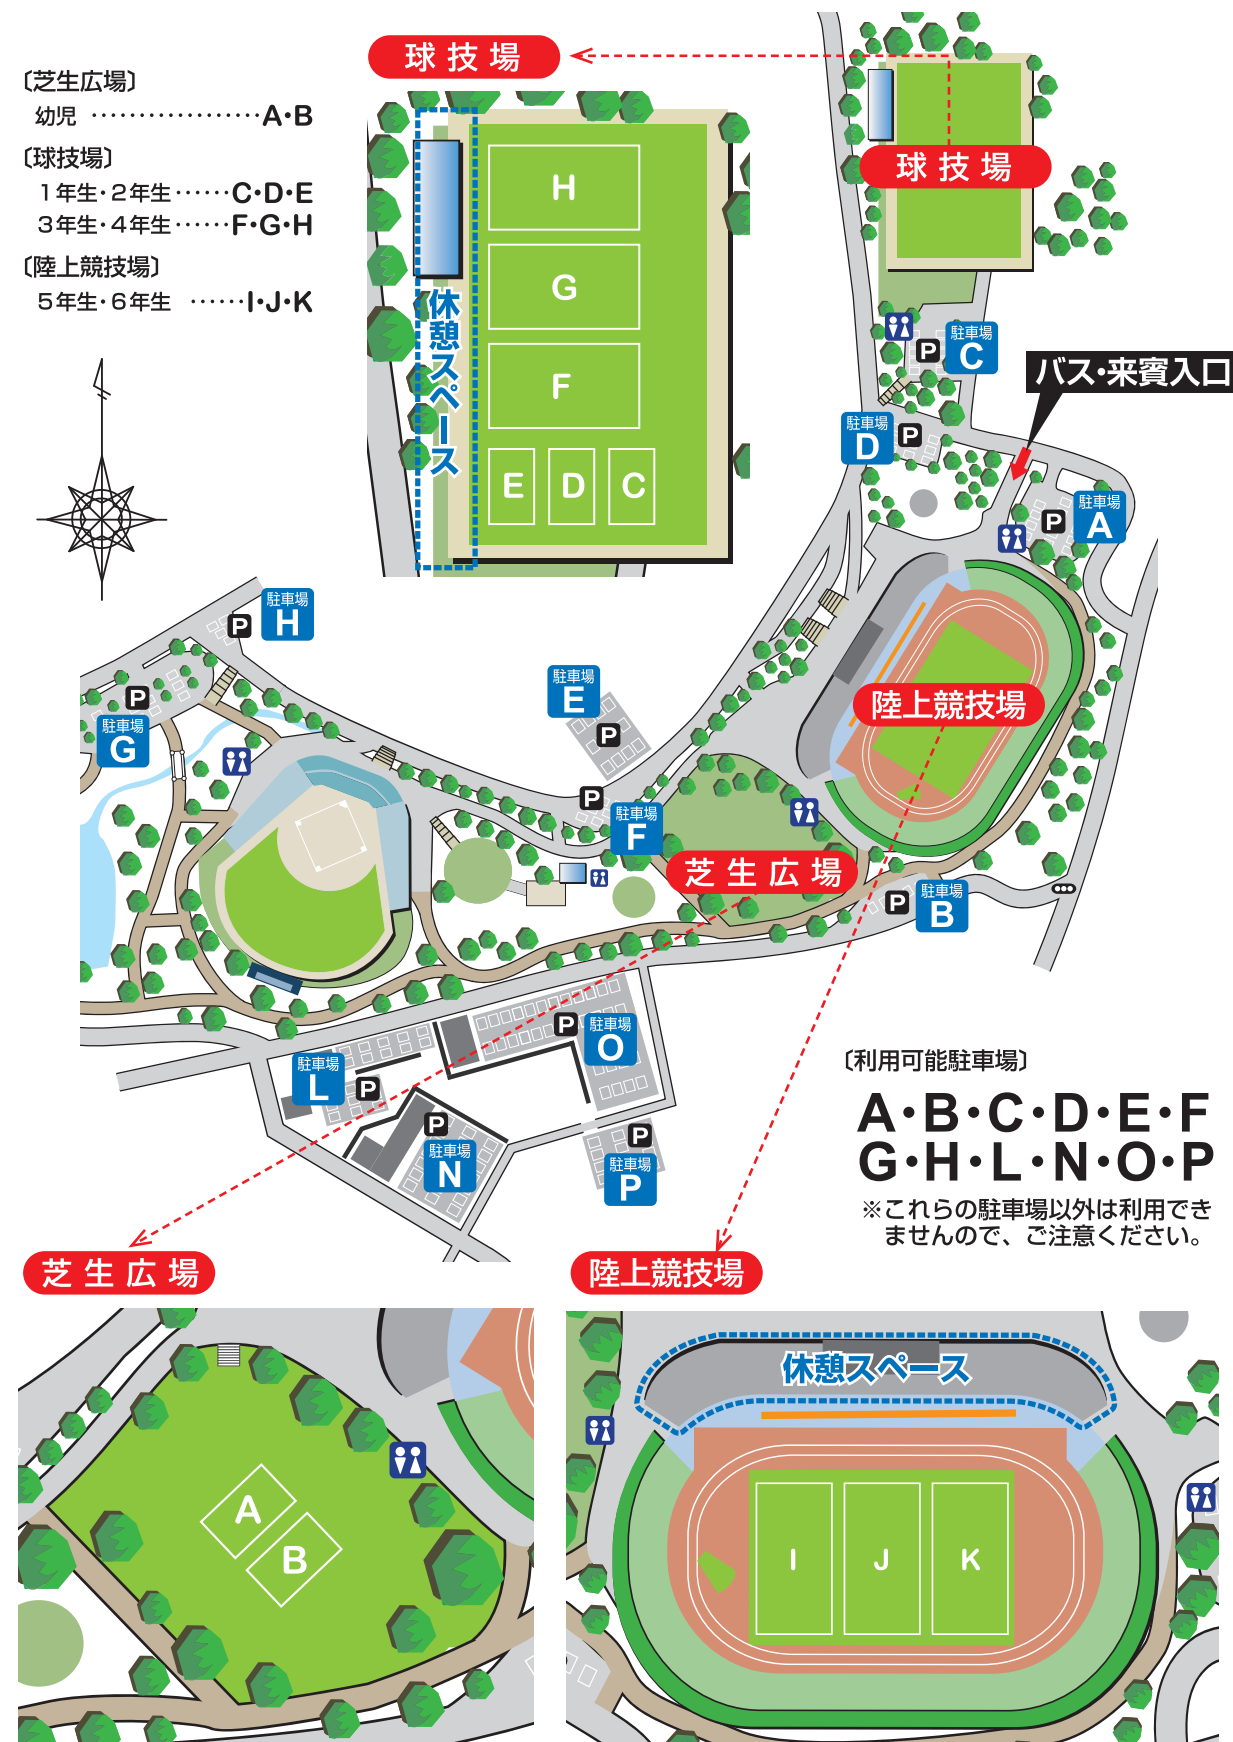 〔芝生広場〕
幼児 ‥‥‥‥‥‥‥‥‥A・B
〔球技場〕
1年生・2年生‥‥‥C・D・E
3年生・4年生‥‥‥F・G・H
〔陸上競技場〕
5年生・6年生 ‥‥‥I・J・K
球技場
H
G
F
E
D
C
休憩スペース
球技場
駐車場
C
P
バス・来賓入口
駐車場
D
P
駐車場
A
P
駐車場
H
P
駐車場
G
P
駐車場
E
P
陸上競技場
P
駐車場
F
芝生広場
駐車場
B
P
駐車場
O
P
駐車場
L
P
駐車場
N
P
駐車場
P
P
〔利用可能駐車場〕
A・B・C・D・E・F
G・H・L・N・O・P
※これらの駐車場以外は利用でき
ませんので、ご注意ください。
芝生広場
A
B
陸上競技場
休憩スペース
I
J
K